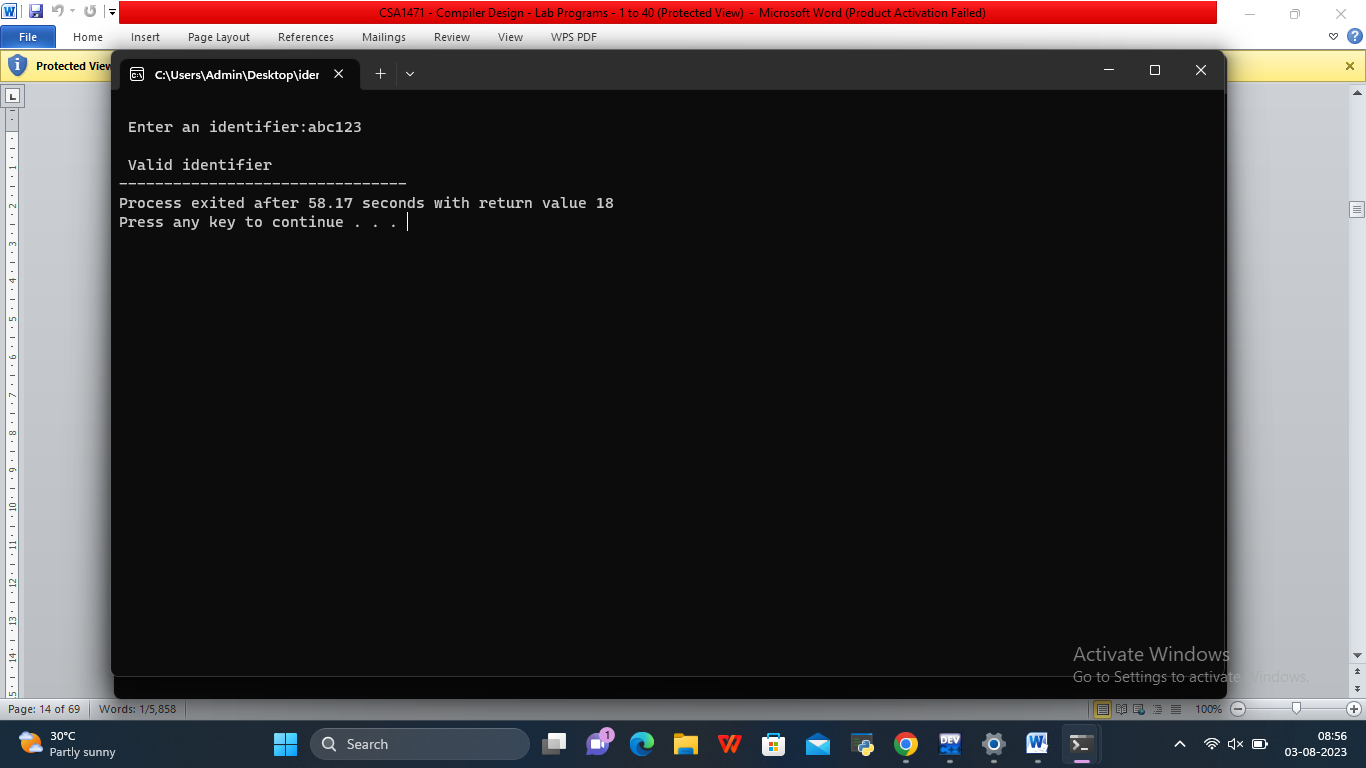 CSA1471 - Compiler Design - Lab Programs - 1 to 40 (Protected View) - Microsoft Word (Product Activation Failed)
File Home Insert Page Layout References Mailings Review View WPS PDF
Protected View
C:\Users\Admin\Desktop\ider
Enter an identifier:abc123
Valid identifier
--------------------------------
Process exited after 58.17 seconds with return value 18
Press any key to continue . . .
Activate Windows
Go to Settings to activate Windows.
Page: 14 of 69 Words: 1/5,858 100%
30°C
Partly sunny
Search
1
DEV
08:56
03-08-2023